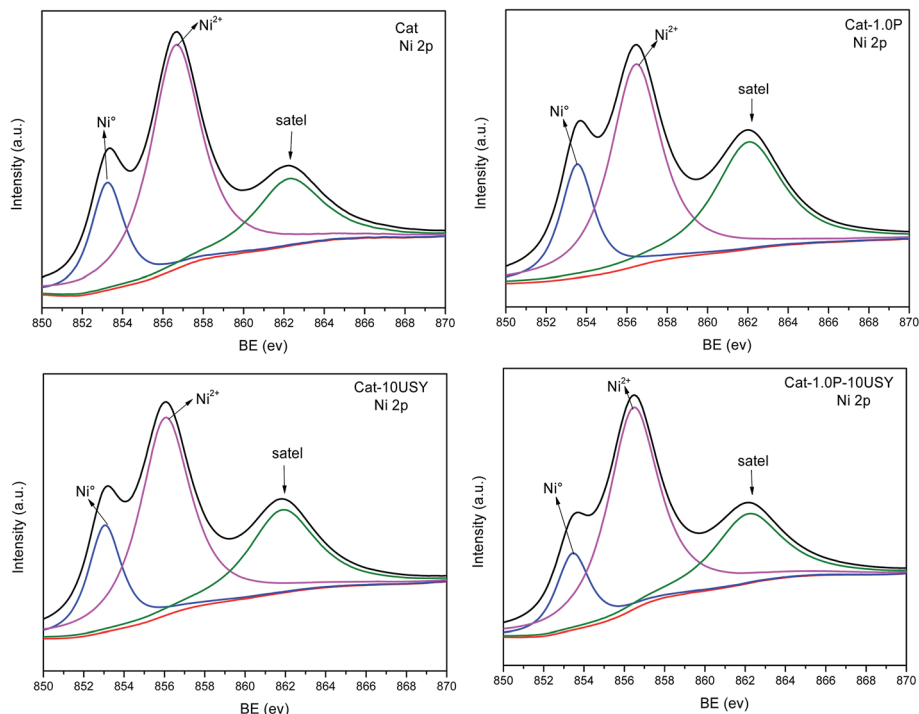 Cat
Ni 2p
Ni²⁺
Ni°
satel
Intensity (a.u.)
850 852 854 856 858 860 862 864 866 868 870
BE (ev)
Cat-1.0P
Ni 2p
Ni²⁺
Ni°
satel
Intensity (a.u.)
850 852 854 856 858 860 862 864 866 868 870
BE (ev)
Cat-10USY
Ni 2p
Ni²⁺
Ni°
satel
Intensity (a.u.)
850 852 854 856 858 860 862 864 866 868 870
BE (ev)
Cat-1.0P-10USY
Ni 2p
Ni²⁺
Ni°
satel
Intensity (a.u.)
850 852 854 856 858 860 862 864 866 868 870
BE (ev)